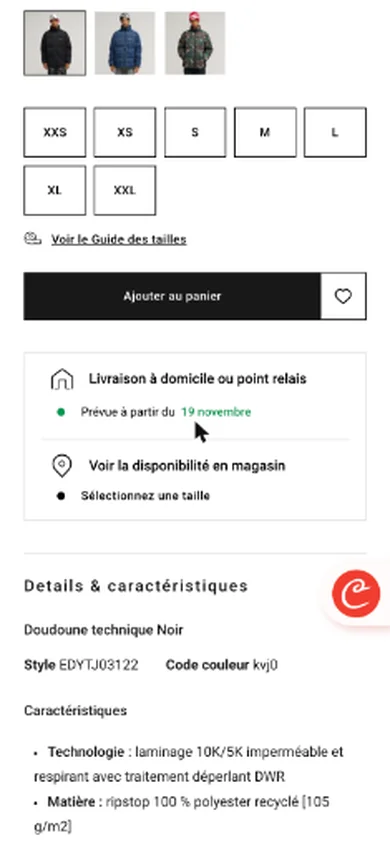 XXS XS S M L
XL XXL
Voir le Guide des tailles
Ajouter au panier
Livraison à domicile ou point relais
Prévue à partir du 19 novembre
Voir la disponibilité en magasin
Sélectionnez une taille
Details & caractéristiques
Doudoune technique Noir
Style EDYTJ03122 Code couleur kvj0
Caractéristiques
• Technologie : laminage 10K/5K imperméable et
respirant avec traitement déperlant DWR
• Matière : ripstop 100 % polyester recyclé [105
g/m2]